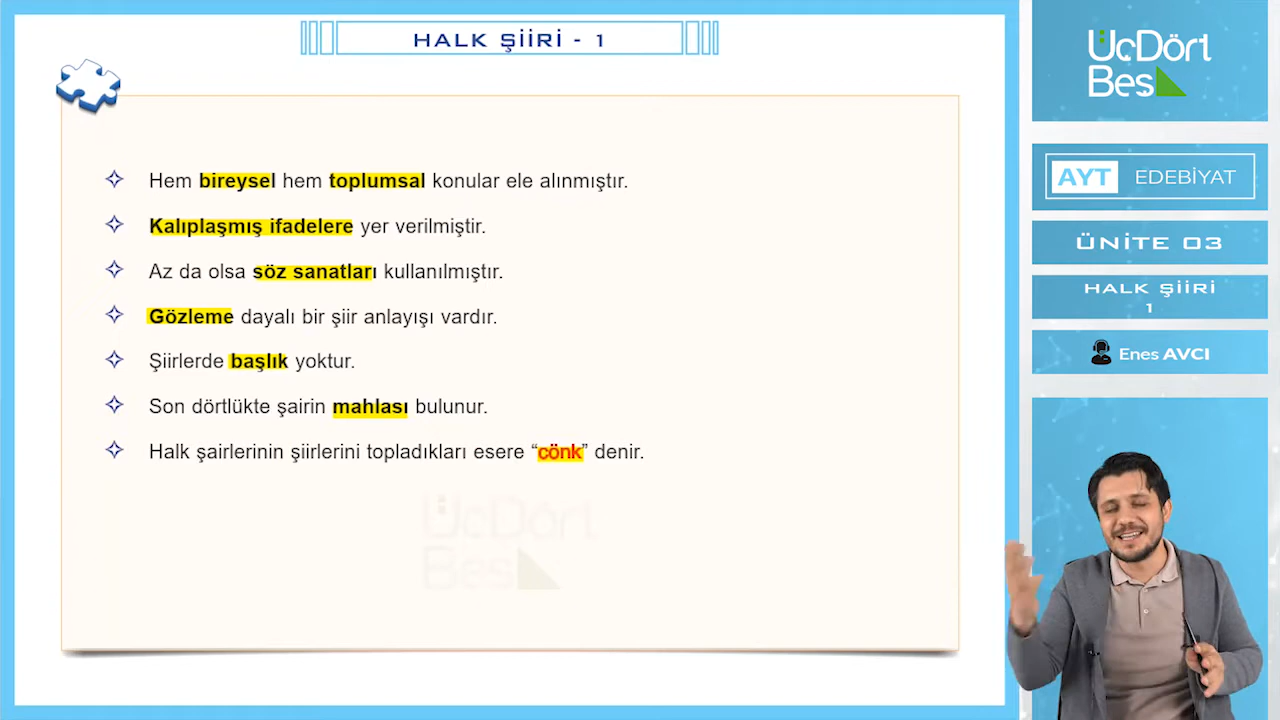 HALK ŞİİRİ - 1
Hem bireysel hem toplumsal konular ele alınmıştır.
Kalıplaşmış ifadelere yer verilmiştir.
Az da olsa söz sanatları kullanılmıştır.
Gözleme dayalı bir şiir anlayışı vardır.
Şiirlerde başlık yoktur.
Son dörtlükte şairin mahlası bulunur.
Halk şairlerinin şiirlerini topladıkları esere “cönk” denir.
ÜçDört
Beş
ÜçDört
Beş
AYT EDEBİYAT
ÜNİTE 03
HALK ŞİİRİ
1
Enes AVCI